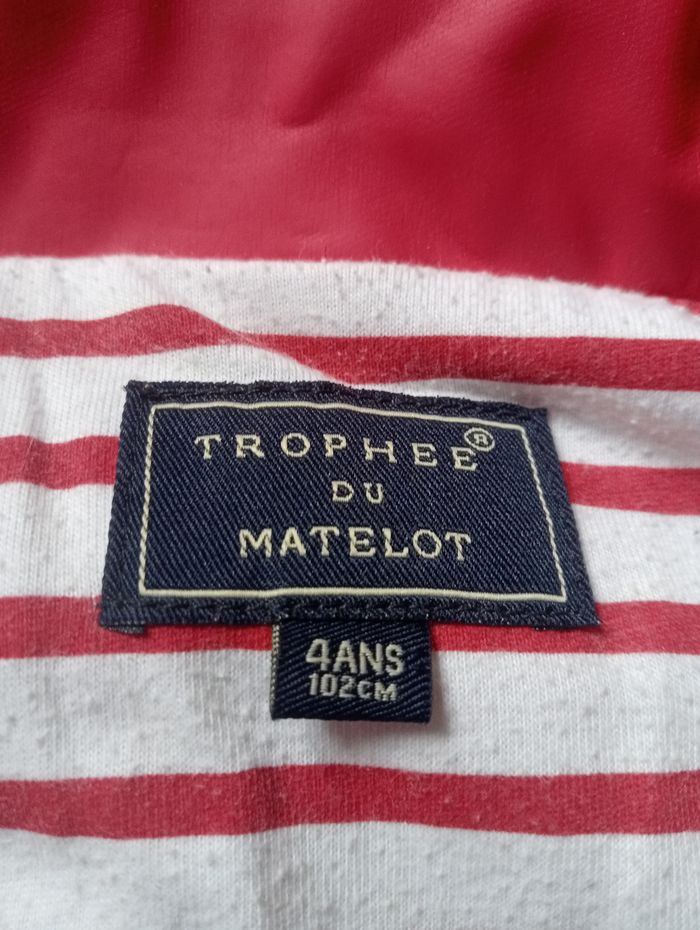 TROPHEE®
DU
MATELOT
4ANS
102CM